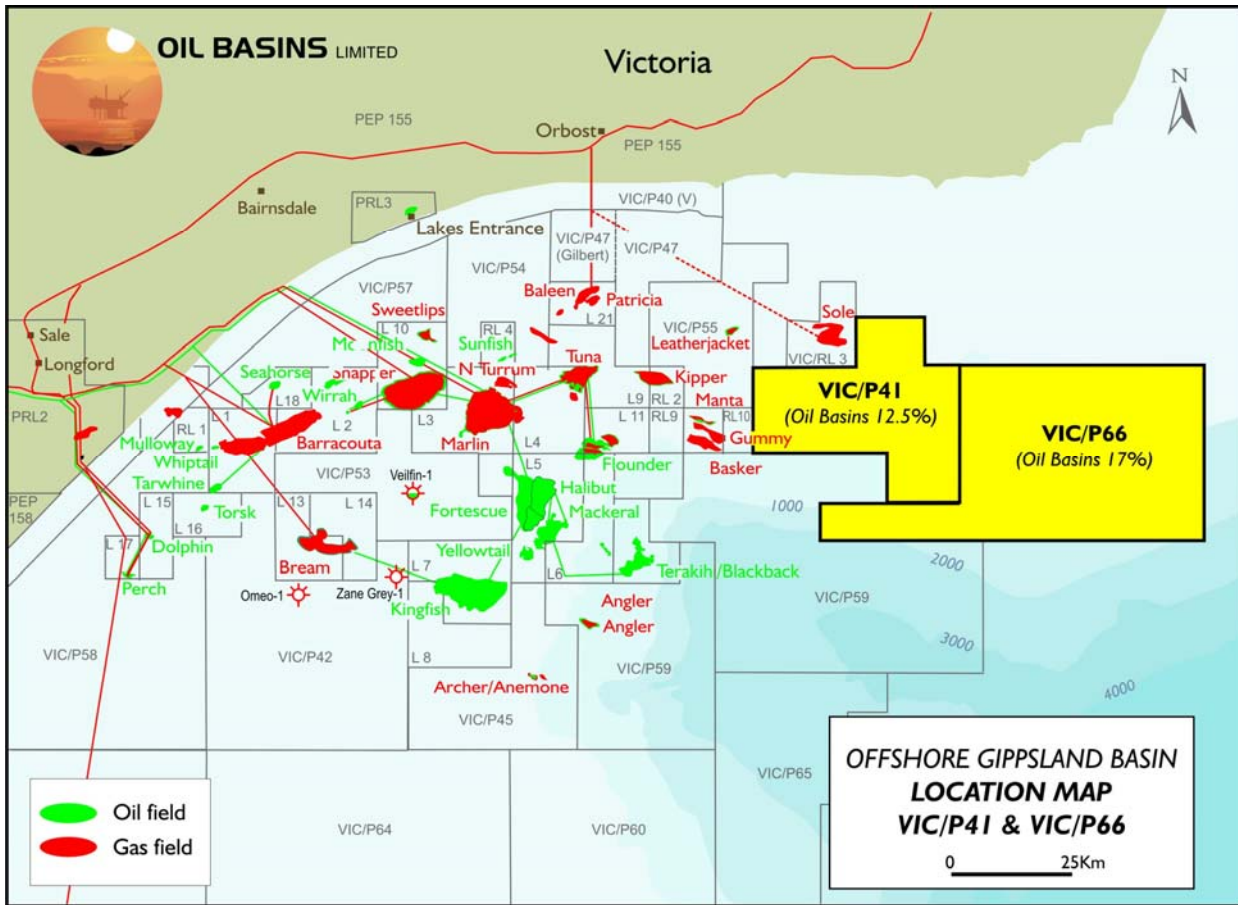 OIL BASINS LIMITED
Victoria
N
PEP 155
Orbost
PEP 155
Bairnsdale
PRL3
Lakes Entrance
VIC/P40 (V)
VIC/P47
(Gilbert)
VIC/P47
VIC/P54
VIC/P57
Baleen
Patricia
Sweetlips
L 21
Sole
VIC/P55
Leatherjacket
VIC/RL 3
Sale
Longford
L 10
RL 4
Sunfish
Seahorse
Snapper
N Turrum
Tuna
Kipper
Wirrah
L18
L 2
L3
L9
RL 2
Manta
PRL2
L 1
RL 1
Barracouta
Marlin
L 4
L 11
RL9
RL10
Gummy
Mulloway
Whiptail
Basker
VIC/P41
(Oil Basins 12.5%)
VIC/P66
(Oil Basins 17%)
Flounder
Tarwhine
VIC/P53
Veilfin-1
L5
Halibut
PEP
158
L 15
L 16
Torsk
L 13
L 14
Fortescue
Mackeral
1000
L 17
Dolphin
Bream
Yellowtail
L 7
L6
Terakihi/Blackback
2000
Perch
Omeo-1
Zane Grey-1
Kingfish
Angler
VIC/P59
Angler
3000
VIC/P58
VIC/P42
L 8
VIC/P59
Archer/Anemone
4000
VIC/P45
OFFSHORE GIPPSLAND BASIN
LOCATION MAP
VIC/P41 & VIC/P66
0 25Km
VIC/P65
Oil field
Gas field
VIC/P64
VIC/P60